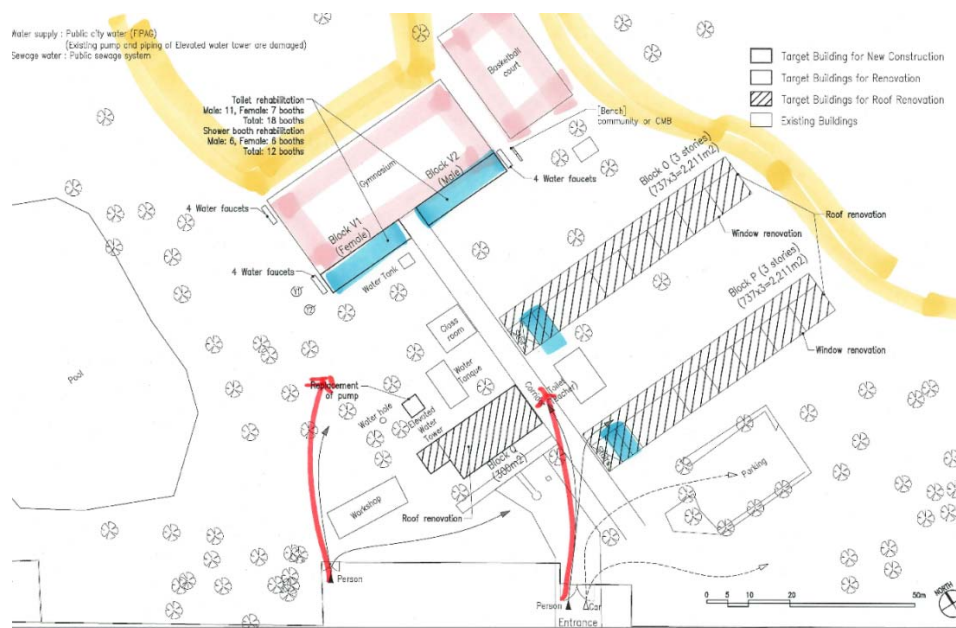 Water supply : Public city water (FPAG)
(Existing pump and piping of Elevated water tower are damaged)
Sewage water : Public sewage system
Toilet rehabilitation
Male: 11, Female: 7 booths
Total: 18 booths
Shower booth rehabilitation
Male: 6, Female: 6 booths
Total: 12 booths
Basketball
court
[Bench]
community or CMB
Target Building for New Construction
Target Buildings for Renovation
Target Buildings for Roof Renovation
Existing Buildings
Gymnasium
Block V2
(Male)
4 Water faucets
Block V1
(Female)
4 Water faucets
4 Water faucets
Water Tank
Block O (3 stories)
(737x3=2,211m2)
Roof renovation
Window renovation
Block P (3 stories)
(737x3=2,211m2)
Window renovation
Class
room
Water
Tanque
Pool
Replacement
of pump
Water hole
Elevated
Water
Tower
Toilet
Block Q
(300m2)
Workshop
Roof renovation
Parking
Person
Person
Car
Entrance
0 5 10 20 50m
NORTH